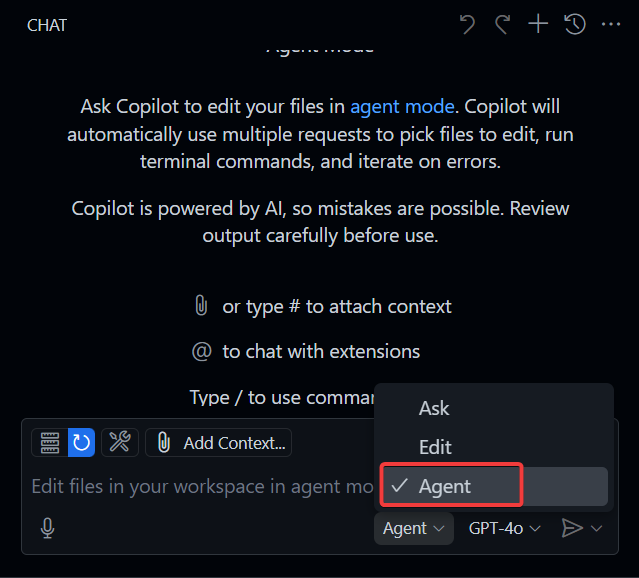 CHAT
Agent Mode
Ask Copilot to edit your files in agent mode. Copilot will
automatically use multiple requests to pick files to edit, run
terminal commands, and iterate on errors.
Copilot is powered by AI, so mistakes are possible. Review
output carefully before use.
or type # to attach context
@ to chat with extensions
Type / to use comma
Ask
Edit
Agent
Add Context...
Edit files in your workspace in agent mo
Agent
GPT-4o